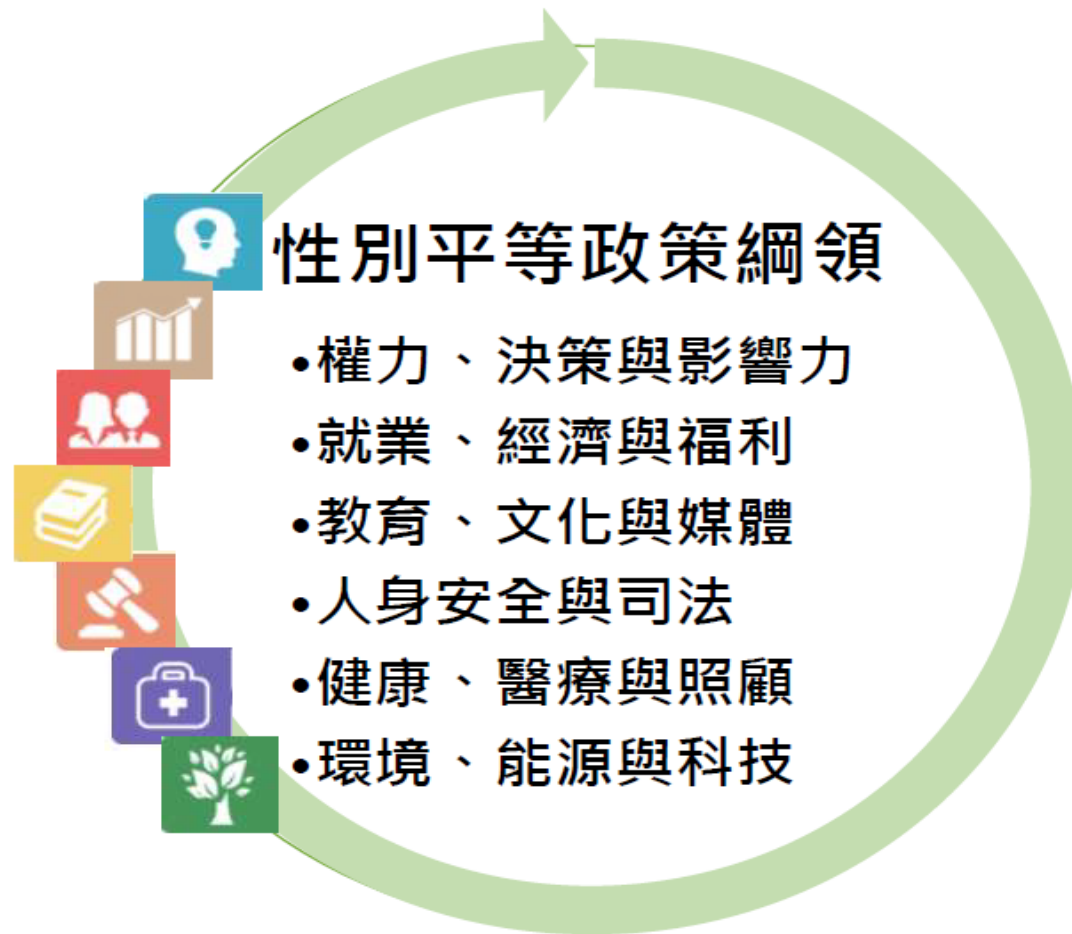 性別平等政策綱領
•權力、決策與影響力
•就業、經濟與福利
•教育、文化與媒體
•人身安全與司法
•健康、醫療與照顧
•環境、能源與科技